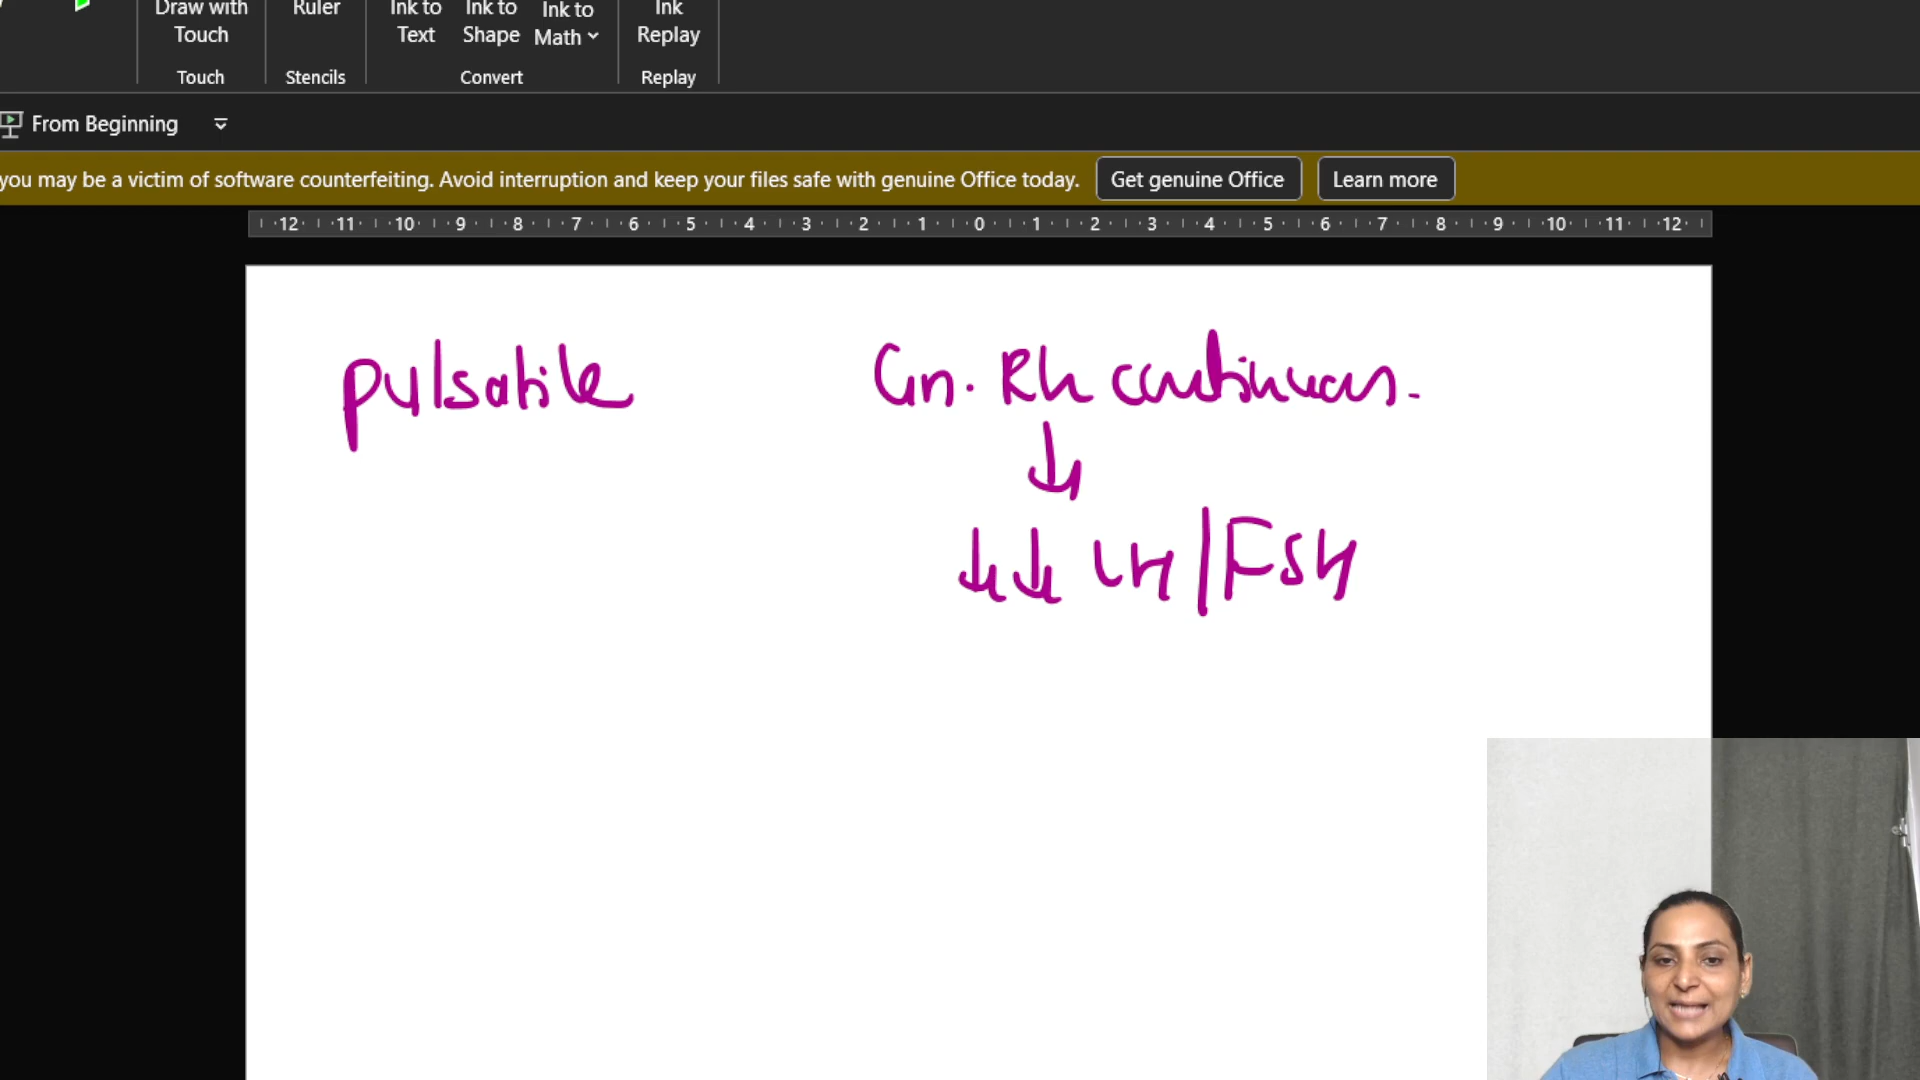 Draw with Touch
Ruler
Ink to Text
Ink to Shape
Ink to Math
Ink Replay
Touch
Stencils
Convert
Replay
From Beginning
you may be a victim of software counterfeiting. Avoid interruption and keep your files safe with genuine Office today.
Get genuine Office
Learn more
12 11 10 9 8 7 6 5 4 3 2 1 0 1 2 3 4 5 6 7 8 9 10 11 12
pulsatile
Gn. Rh continuous.
↓
↓↓ LH/FSH